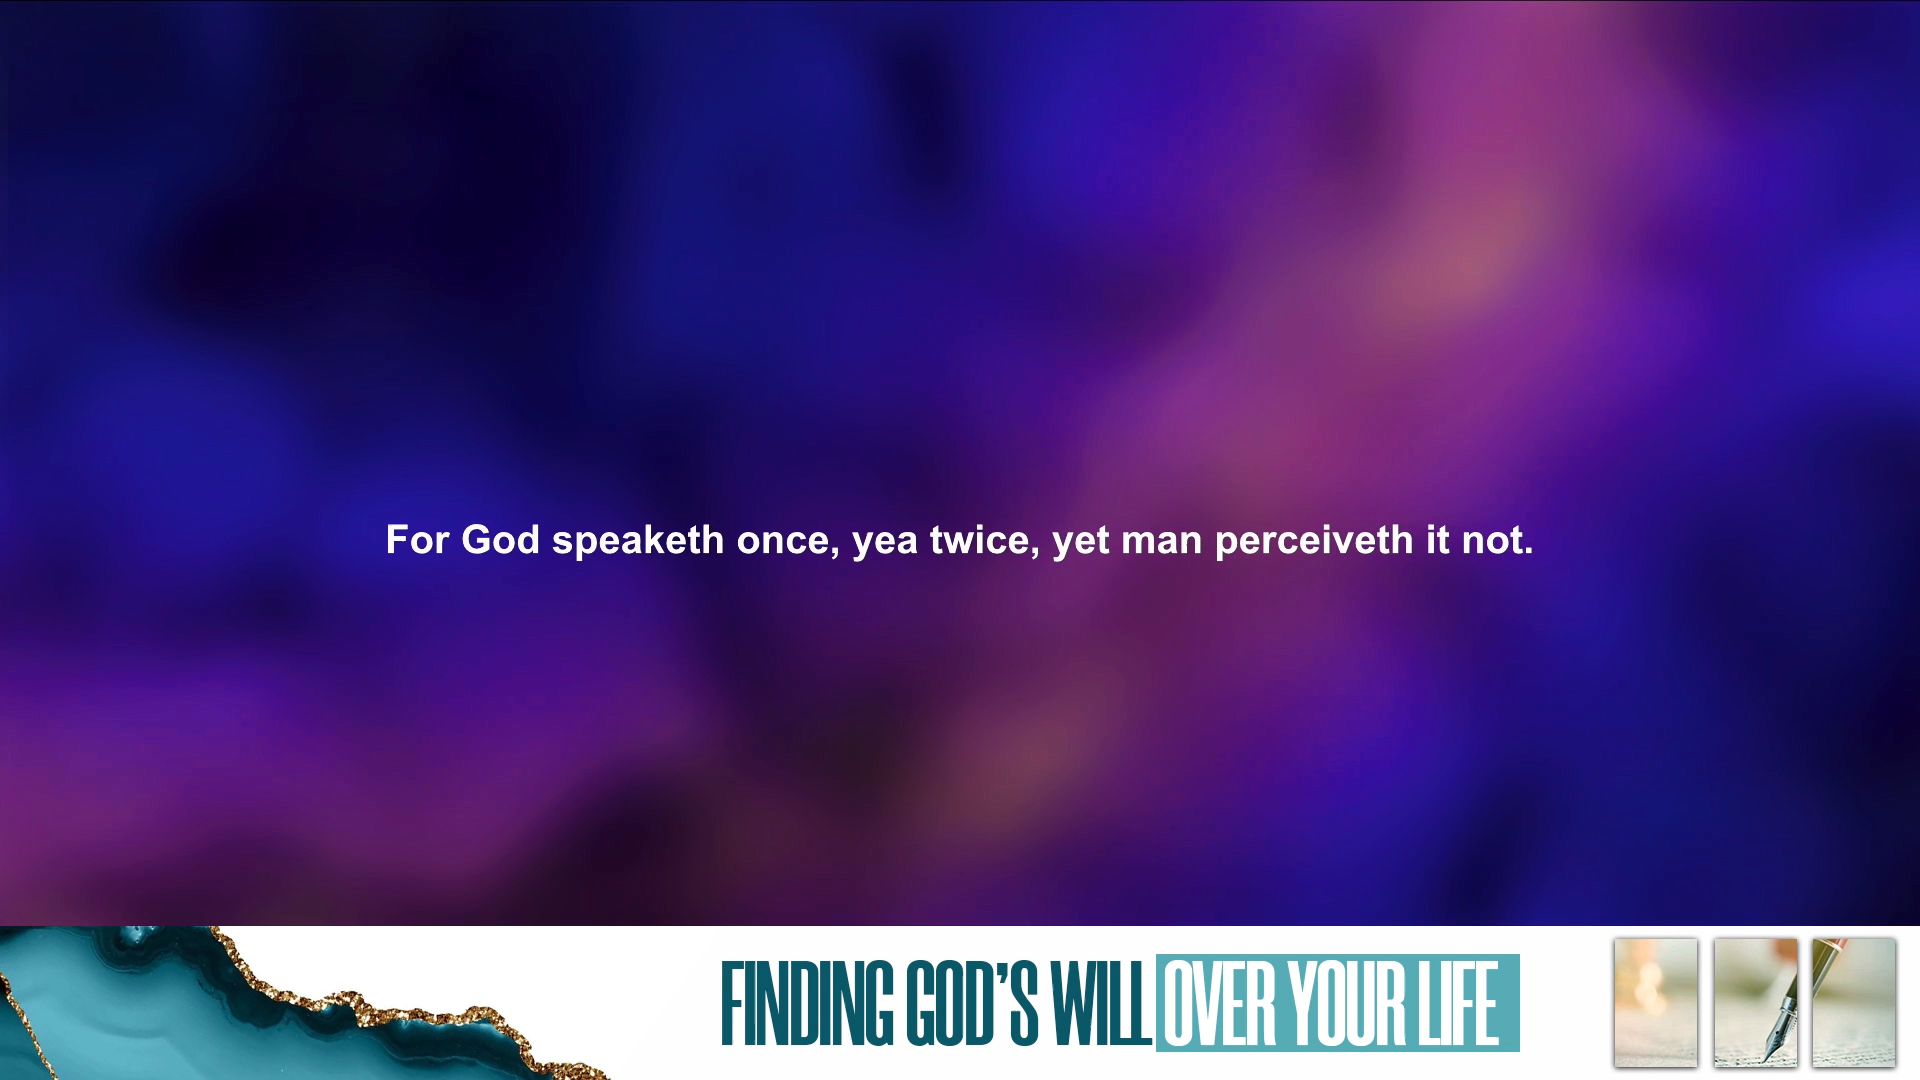 For God speaketh once, yea twice, yet man perceiveth it not.
FINDING GOD'S WILL OVER YOUR LIFE